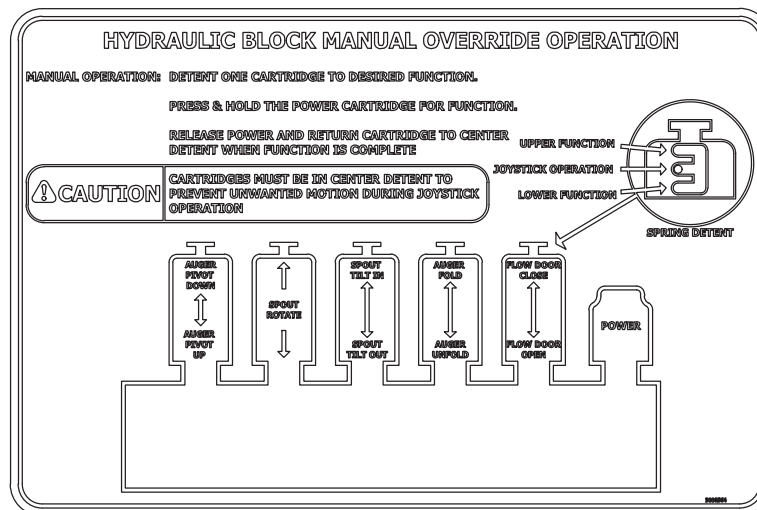 HYDRAULIC BLOCK MANUAL OVERRIDE OPERATION
MANUAL OPERATION: DETENT ONE CARTRIDGE TO DESIRED FUNCTION.
PRESS & HOLD THE POWER CARTRIDGE FOR FUNCTION.
RELEASE POWER AND RETURN CARTRIDGE TO CENTER
DETENT WHEN FUNCTION IS COMPLETE
CAUTION
CARTRIDGES MUST BE IN CENTER DETENT TO
PREVENT UNWANTED MOTION DURING JOYSTICK
OPERATION
UPPER FUNCTION
JOYSTICK OPERATION
LOWER FUNCTION
SPRING DETENT
AUGER
PIVOT
DOWN
AUGER
PIVOT
UP
SPOUT
ROTATE
SPOUT
TILT IN
SPOUT
TILT OUT
AUGER
FOLD
AUGER
UNFOLD
FLOW DOOR
CLOSE
FLOW DOOR
OPEN
POWER